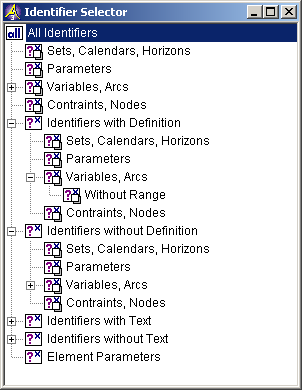 Identifier Selector
all All Identifiers
Sets, Calendars, Horizons
Parameters
Variables, Arcs
Contraints, Nodes
Identifiers with Definition
Sets, Calendars, Horizons
Parameters
Variables, Arcs
Without Range
Contraints, Nodes
Identifiers without Definition
Sets, Calendars, Horizons
Parameters
Variables, Arcs
Contraints, Nodes
Identifiers with Text
Identifiers without Text
Element Parameters